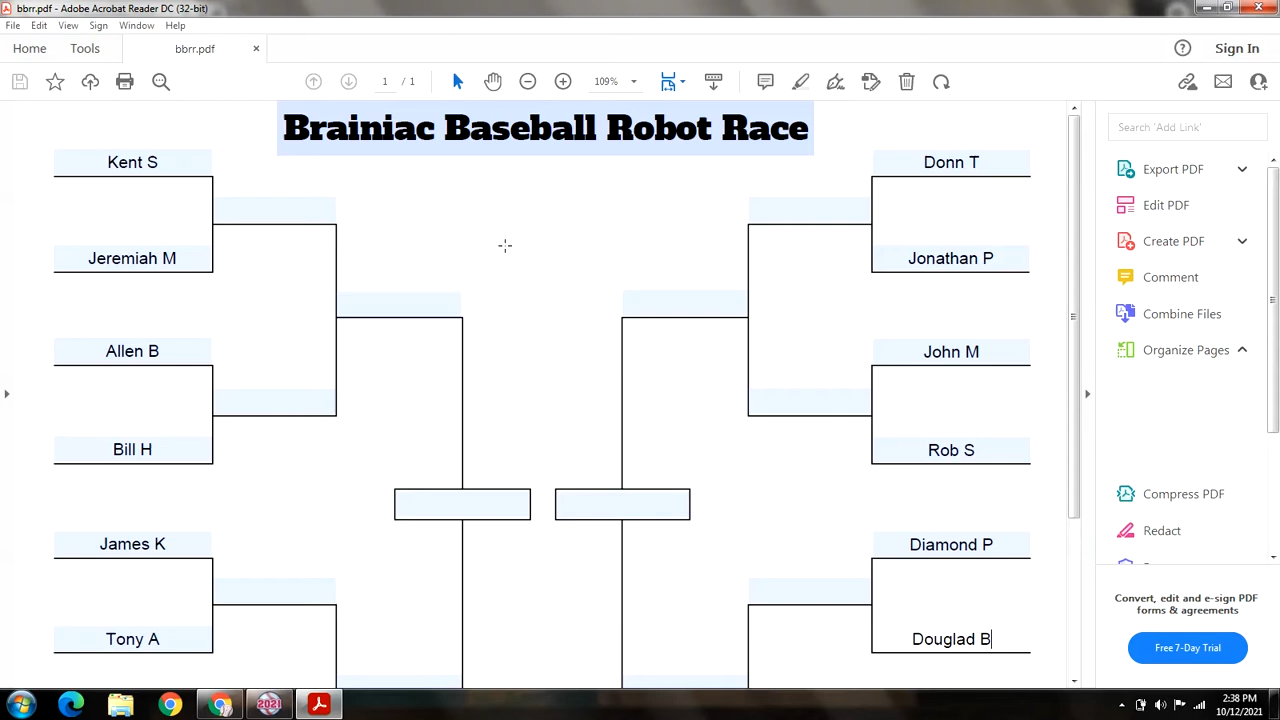 bbrr.pdf - Adobe Acrobat Reader DC (32-bit)
File Edit View Sign Window Help
Home Tools bbrr.pdf × Sign In
1 / 1 109%
Brainiac Baseball Robot Race
Kent S
Donn T
Jeremiah M
Jonathan P
Allen B
John M
Bill H
Rob S
James K
Diamond P
Tony A
Douglad B
Search 'Add Link'
Export PDF
Edit PDF
Create PDF
Comment
Combine Files
Organize Pages
Compress PDF
Redact
Convert, edit and e-sign PDF
forms & agreements
Free 7-Day Trial
2021
2:38 PM
10/12/2021